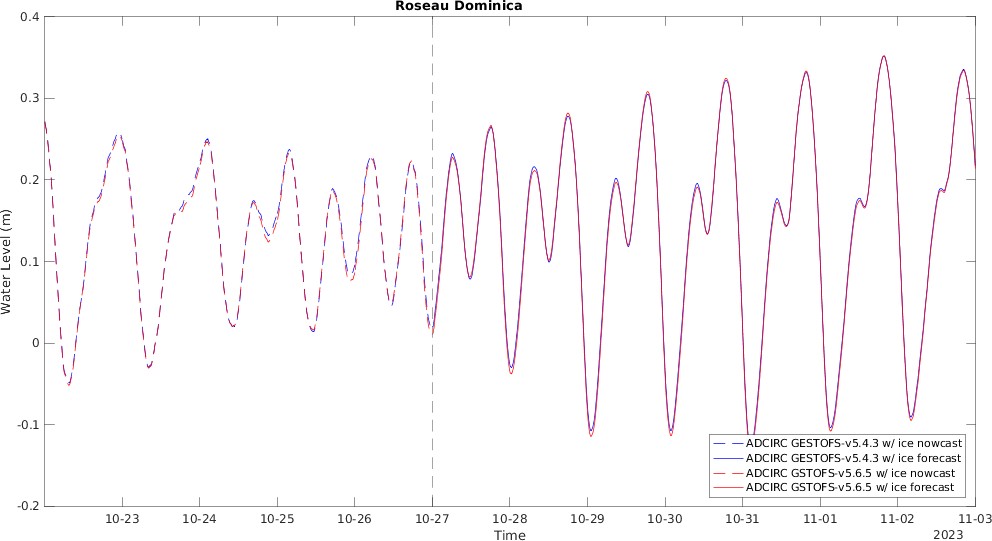 Roseau Dominica
0.4
0.3
0.2
0.1
0
-0.1
-0.2
Water Level (m)
ADCIRC GESTOFS-v5.4.3 w/ ice nowcast
ADCIRC GESTOFS-v5.4.3 w/ ice forecast
ADCIRC GSTOFS-v5.6.5 w/ ice nowcast
ADCIRC GSTOFS-v5.6.5 w/ ice forecast
10-23 10-24 10-25 10-26 10-27 10-28 10-29 10-30 10-31 11-01 11-02 11-03
Time
2023